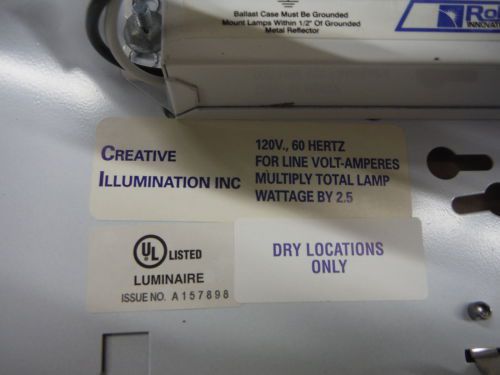 Ballast Case Must Be Grounded
Mount Lamps Within 1/2" Of Grounded
Metal Reflector
INNOVATI
CREATIVE
ILLUMINATION INC
120V., 60 HERTZ
FOR LINE VOLT-AMPERES
MULTIPLY TOTAL LAMP
WATTAGE BY 2.5
UL LISTED
LUMINAIRE
ISSUE NO. A157898
DRY LOCATIONS
ONLY